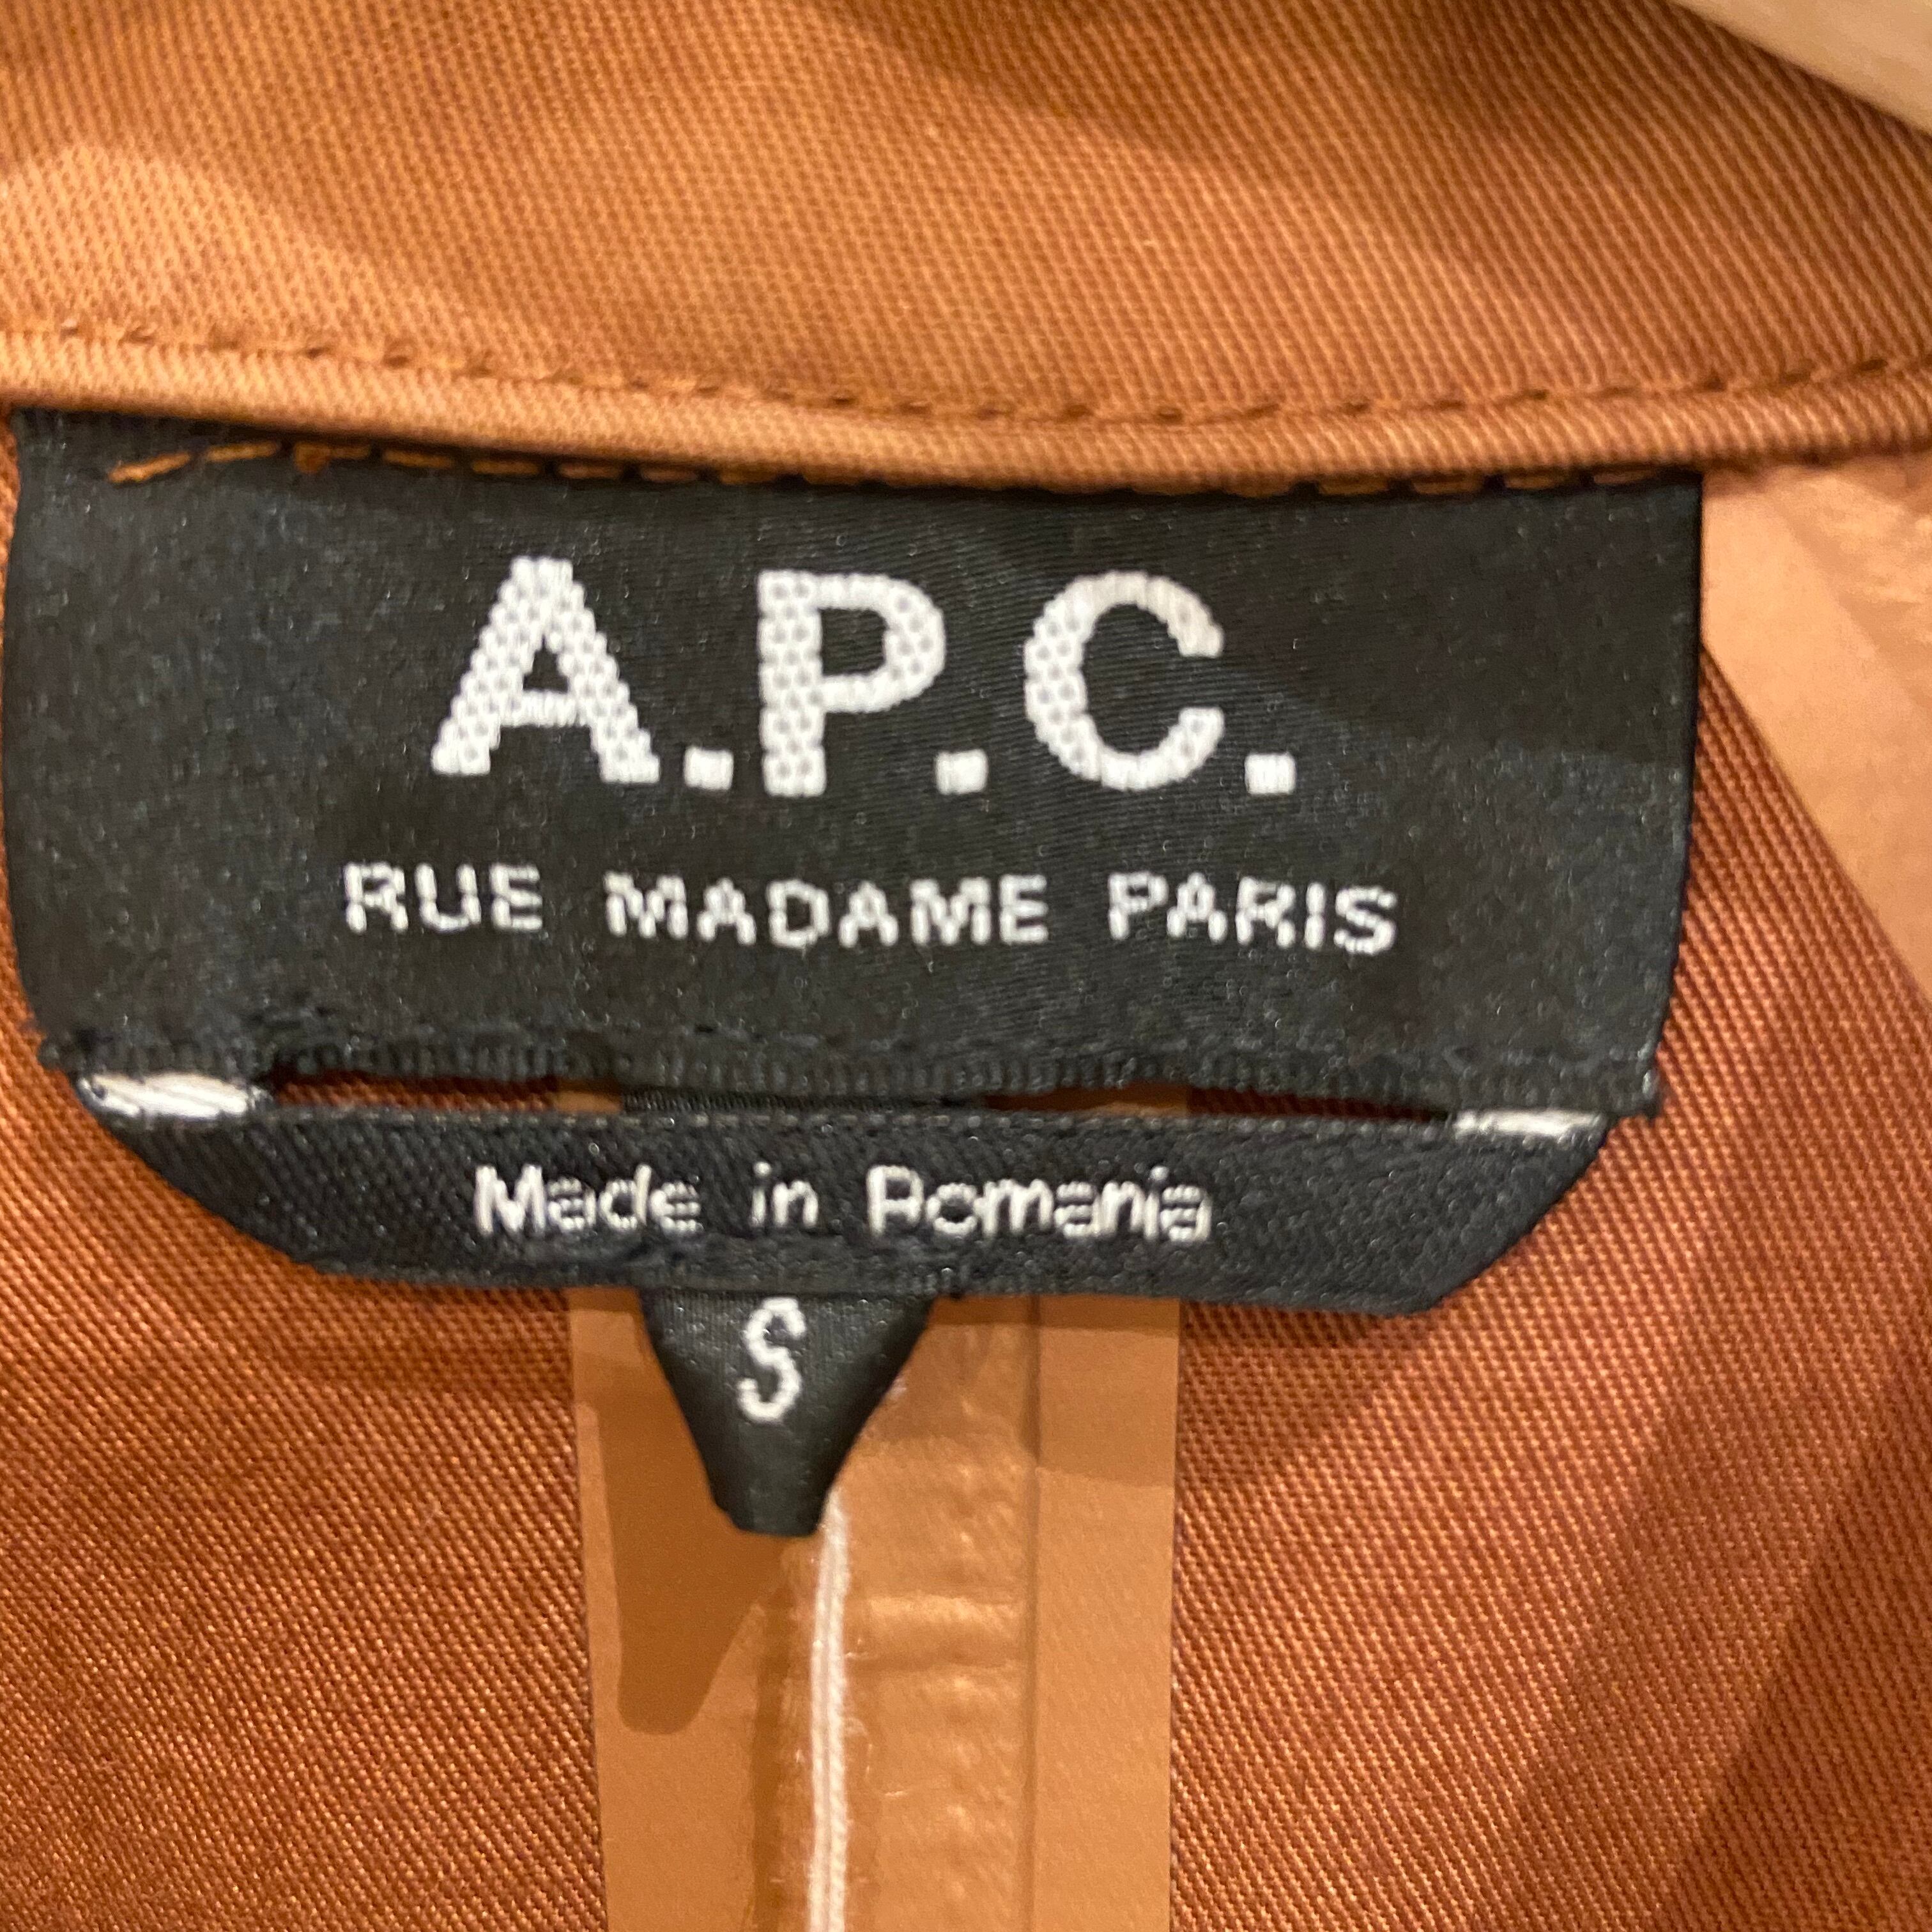 A.P.C.
RUE MADAME PARIS
Made in Romania
S